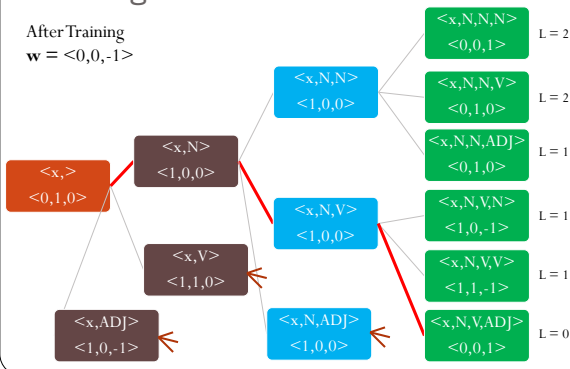 After Training
w = <0,0,-1>
<x,N,N,N>
<0,0,1>
L = 2
<x,N,N>
<1,0,0>
<x,N,N,V>
<0,1,0>
L = 2
<x,N,N,ADJ>
<0,1,0>
L = 1
<x,N>
<1,0,0>
<x,>
<0,1,0>
<x,N,V>
<1,0,0>
<x,N,V,N>
<1,0,-1>
L = 1
<x,V>
<1,1,0>
<x,N,V,V>
<1,1,-1>
L = 1
<x,ADJ>
<1,0,-1>
<x,N,ADJ>
<1,0,0>
<x,N,V,ADJ>
<0,0,1>
L = 0